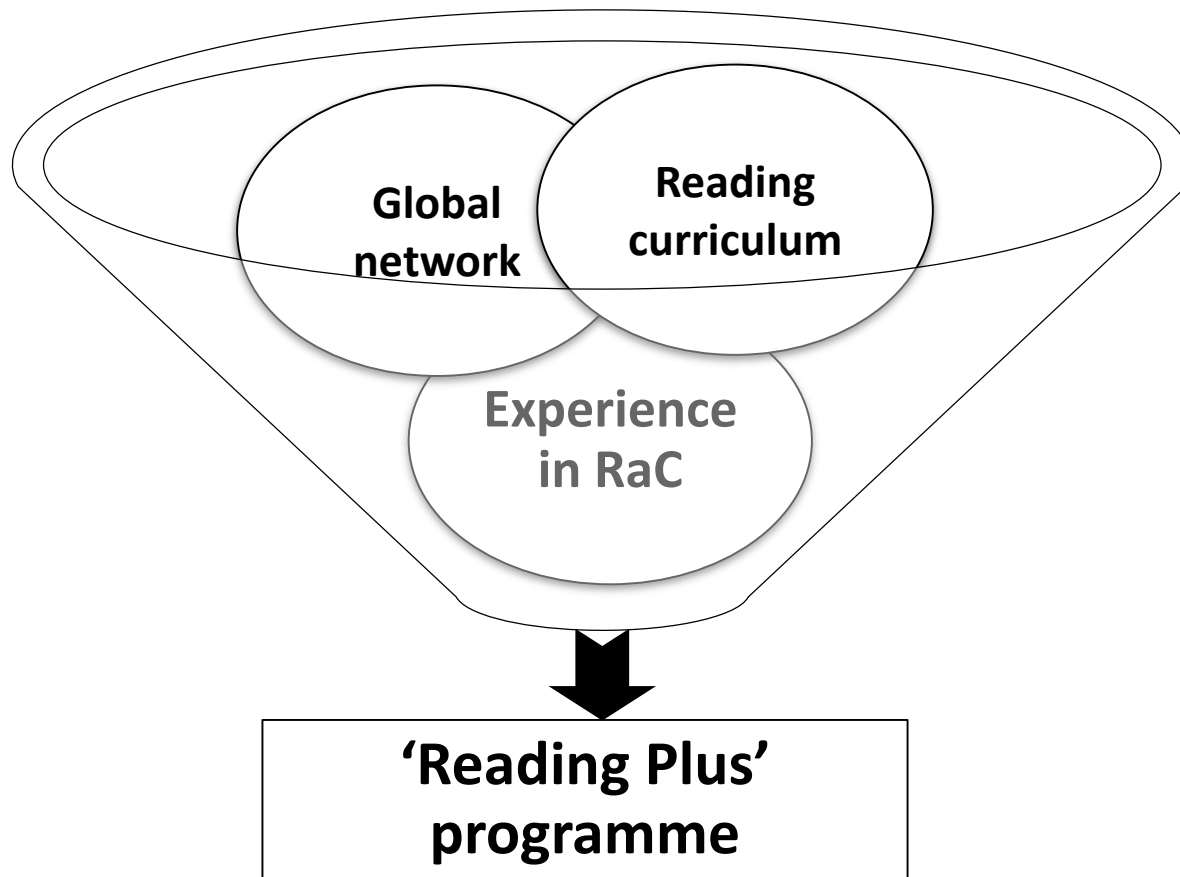 Global
network
Reading
curriculum
Experience
in RaC
‘Reading Plus’
programme